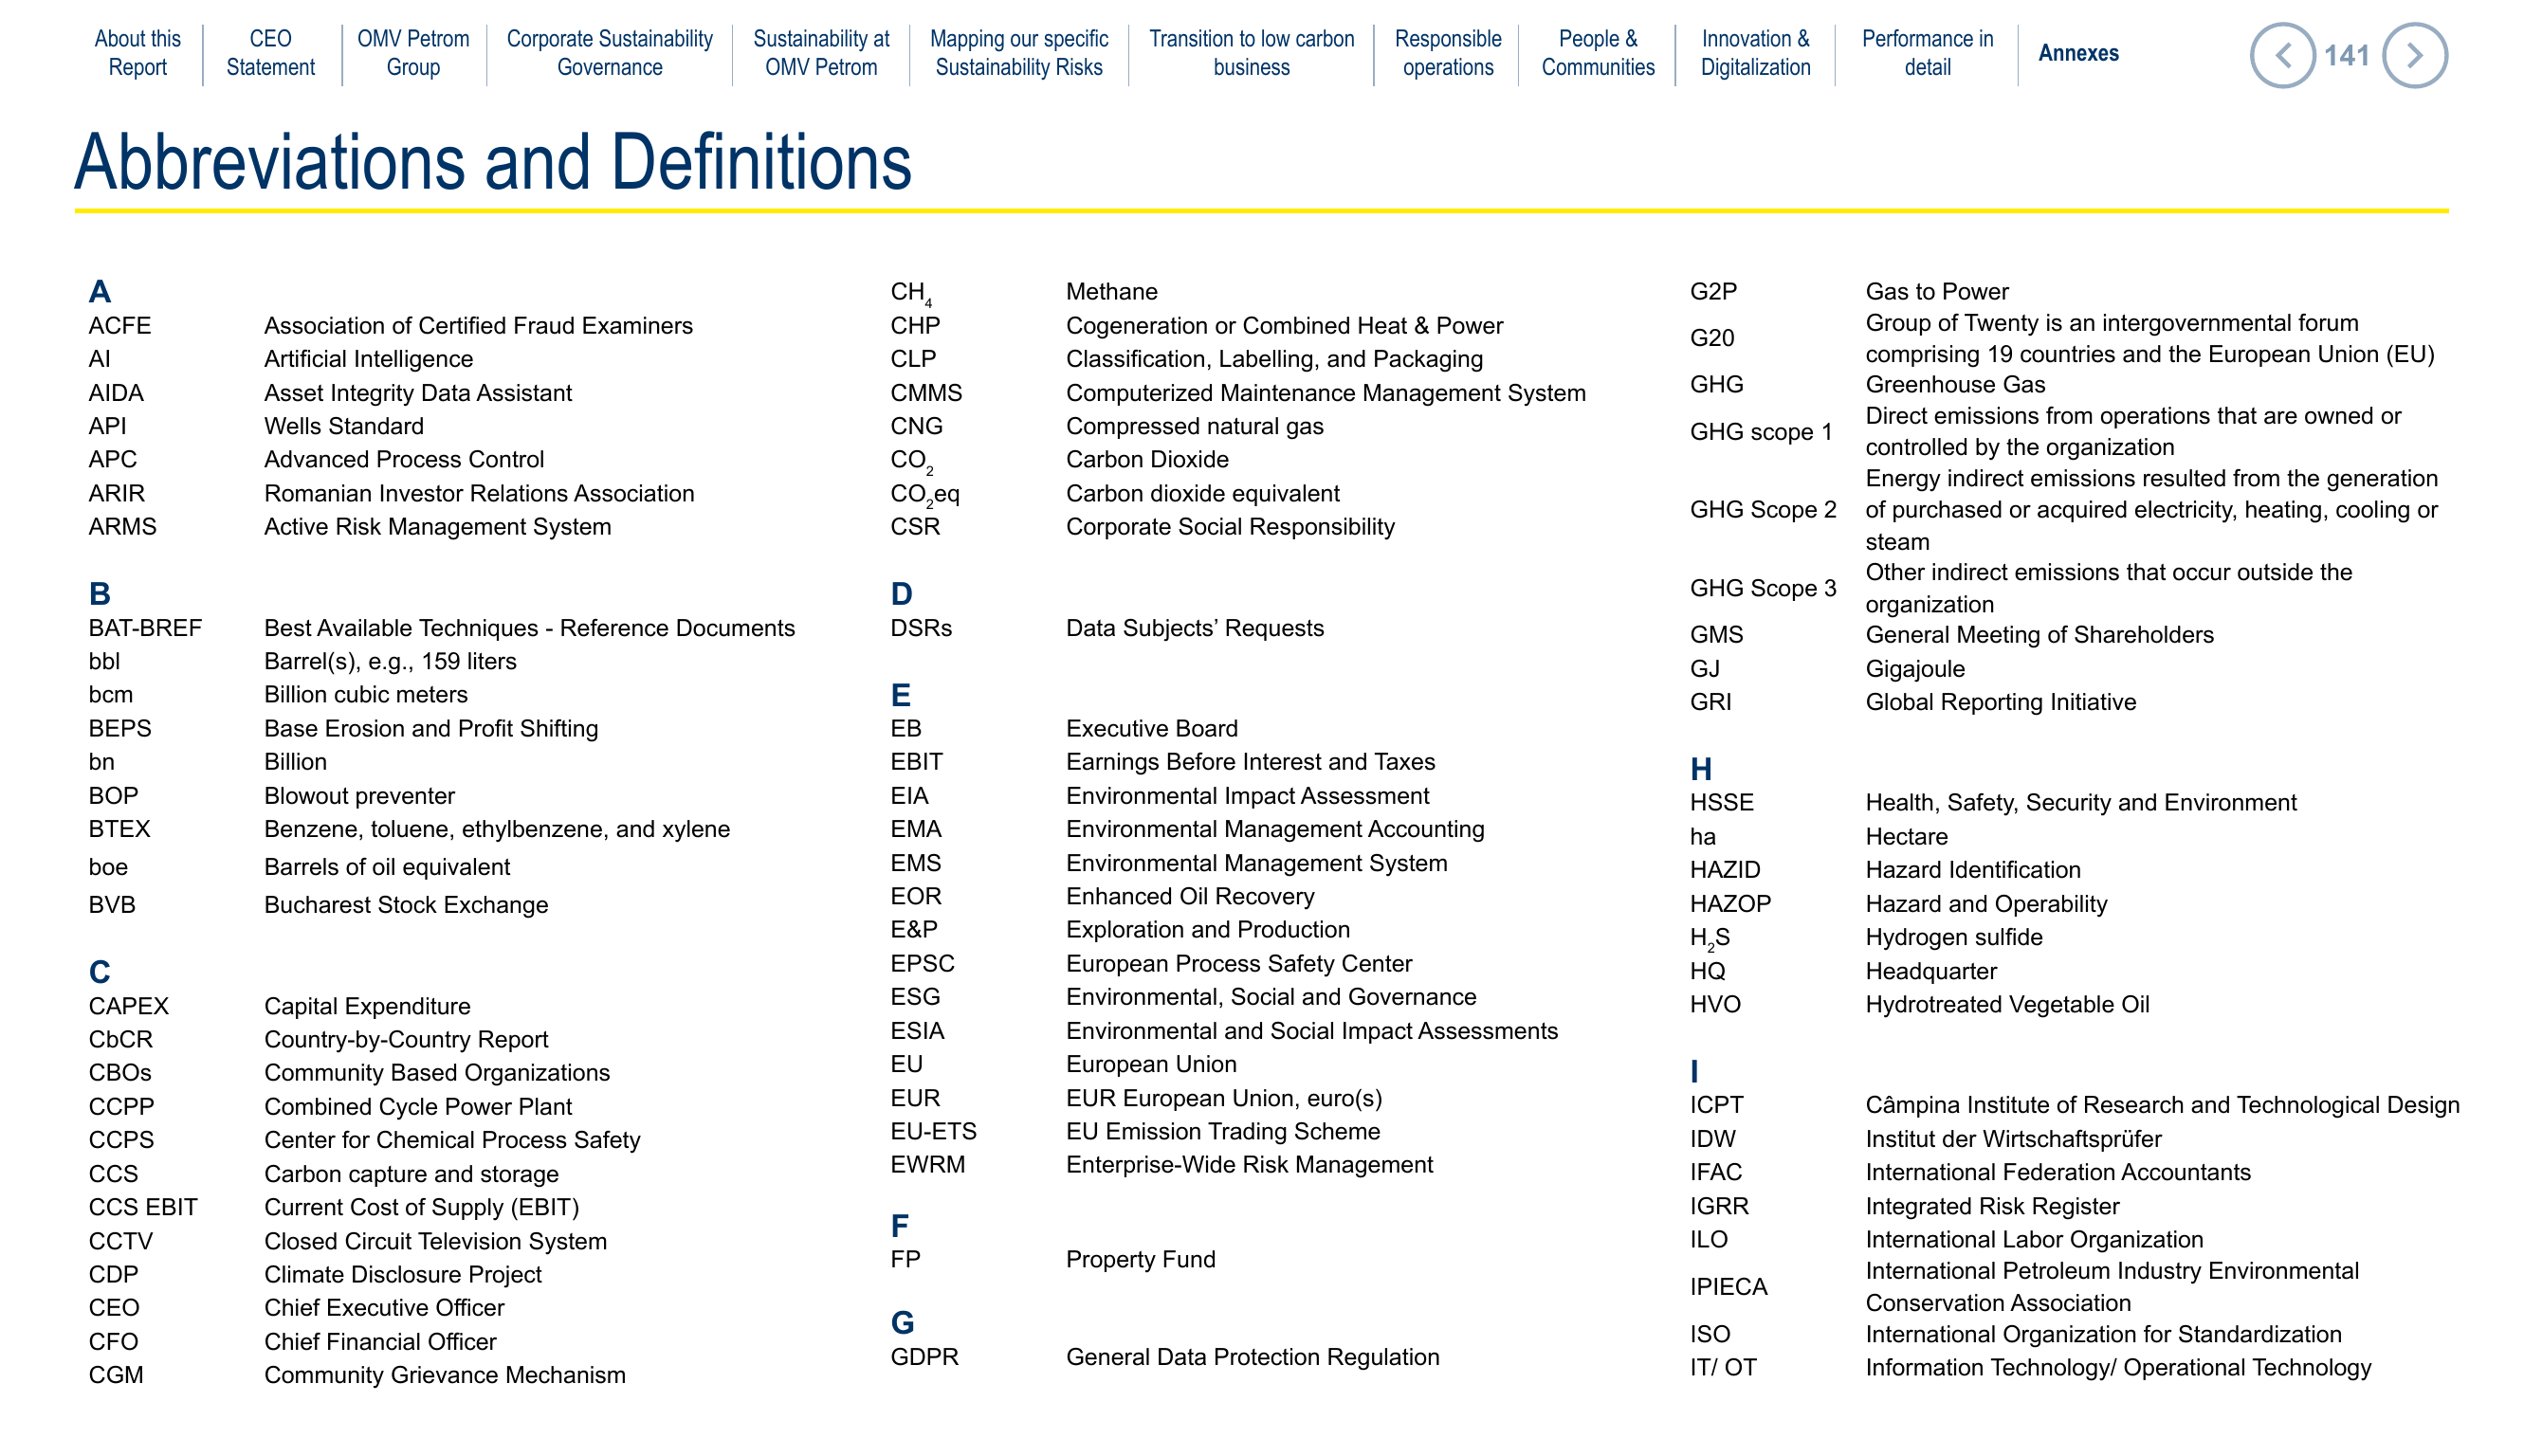 About this Report
CEO Statement
OMV Petrom Group
Corporate Sustainability Governance
Sustainability at OMV Petrom
Mapping our specific Sustainability Risks
Transition to low carbon business
Responsible operations
People & Communities
Innovation & Digitalization
Performance in detail
Annexes
141
Abbreviations and Definitions
A
ACFE Association of Certified Fraud Examiners
AI Artificial Intelligence
AIDA Asset Integrity Data Assistant
API Wells Standard
APC Advanced Process Control
ARIR Romanian Investor Relations Association
ARMS Active Risk Management System
B
BAT-BREF Best Available Techniques - Reference Documents
bbl Barrel(s), e.g., 159 liters
bcm Billion cubic meters
BEPS Base Erosion and Profit Shifting
bn Billion
BOP Blowout preventer
BTEX Benzene, toluene, ethylbenzene, and xylene
boe Barrels of oil equivalent
BVB Bucharest Stock Exchange
C
CAPEX Capital Expenditure
CbCR Country-by-Country Report
CBOs Community Based Organizations
CCPP Combined Cycle Power Plant
CCPS Center for Chemical Process Safety
CCS Carbon capture and storage
CCS EBIT Current Cost of Supply (EBIT)
CCTV Closed Circuit Television System
CDP Climate Disclosure Project
CEO Chief Executive Officer
CFO Chief Financial Officer
CGM Community Grievance Mechanism
CH4 Methane
CHP Cogeneration or Combined Heat & Power
CLP Classification, Labelling, and Packaging
CMMS Computerized Maintenance Management System
CNG Compressed natural gas
CO2 Carbon Dioxide
CO2eq Carbon dioxide equivalent
CSR Corporate Social Responsibility
D
DSRs Data Subjects’ Requests
E
EB Executive Board
EBIT Earnings Before Interest and Taxes
EIA Environmental Impact Assessment
EMA Environmental Management Accounting
EMS Environmental Management System
EOR Enhanced Oil Recovery
E&P Exploration and Production
EPSC European Process Safety Center
ESG Environmental, Social and Governance
ESIA Environmental and Social Impact Assessments
EU European Union
EUR EUR European Union, euro(s)
EU-ETS EU Emission Trading Scheme
EWRM Enterprise-Wide Risk Management
F
FP Property Fund
G
GDPR General Data Protection Regulation
G2P Gas to Power
G20 Group of Twenty is an intergovernmental forum
comprising 19 countries and the European Union (EU)
GHG Greenhouse Gas
GHG scope 1 Direct emissions from operations that are owned or
controlled by the organization
GHG Scope 2 Energy indirect emissions resulted from the generation
of purchased or acquired electricity, heating, cooling or
steam
GHG Scope 3 Other indirect emissions that occur outside the
organization
GMS General Meeting of Shareholders
GJ Gigajoule
GRI Global Reporting Initiative
H
HSSE Health, Safety, Security and Environment
ha Hectare
HAZID Hazard Identification
HAZOP Hazard and Operability
H2S Hydrogen sulfide
HQ Headquarter
HVO Hydrotreated Vegetable Oil
I
ICPT Câmpina Institute of Research and Technological Design
IDW Institut der Wirtschaftsprüfer
IFAC International Federation Accountants
IGRR Integrated Risk Register
ILO International Labor Organization
IPIECA International Petroleum Industry Environmental
Conservation Association
ISO International Organization for Standardization
IT/ OT Information Technology/ Operational Technology